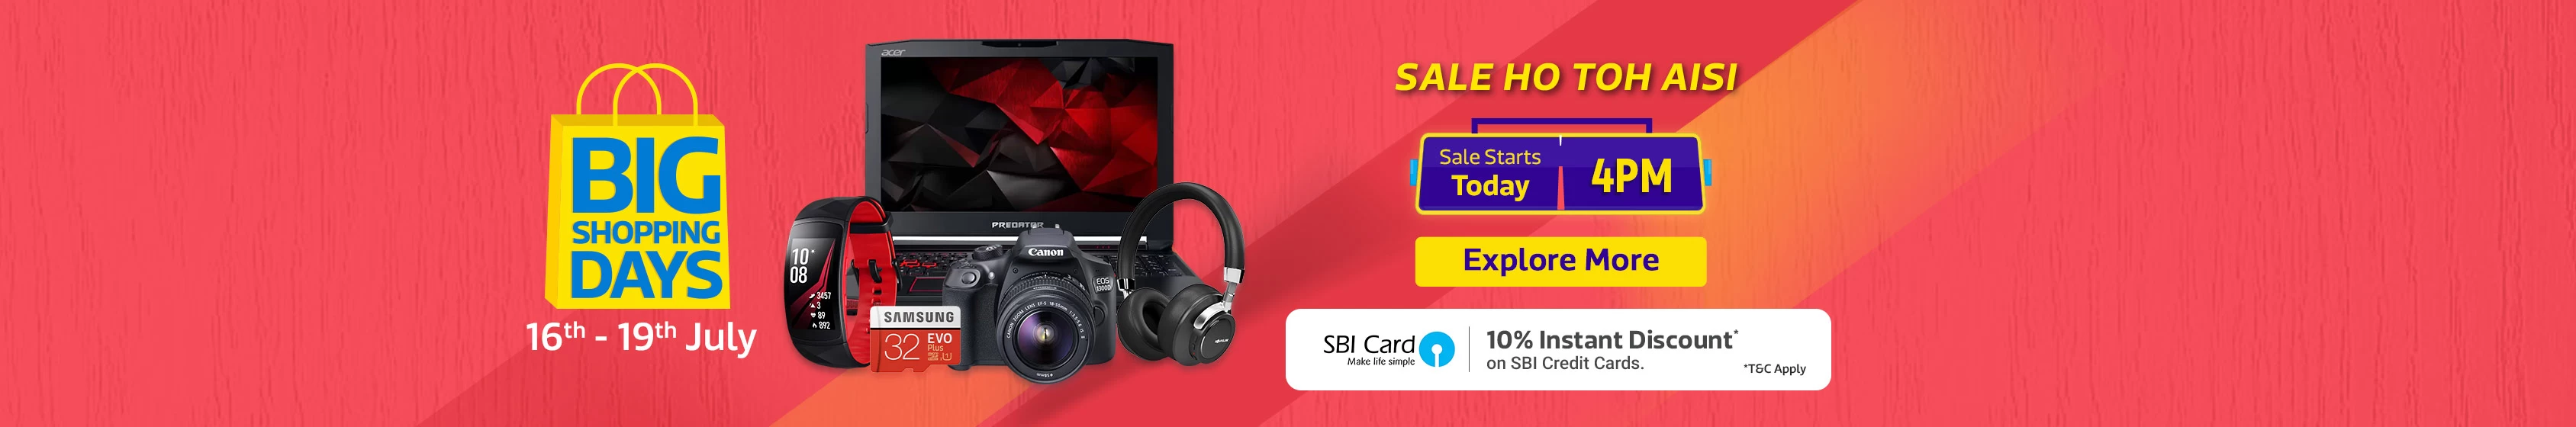 BIG
SHOPPING
DAYS
16th - 19th July
acer
PREDATOR
10
08
3457
3
89
892
SAMSUNG
32 EVO
Plus
Canon
EOS
1300D
SALE HO TOH AISI
Sale Starts
Today
4PM
Explore More
SBI Card
Make life simple
10% Instant Discount*
on SBI Credit Cards.
*T&C Apply